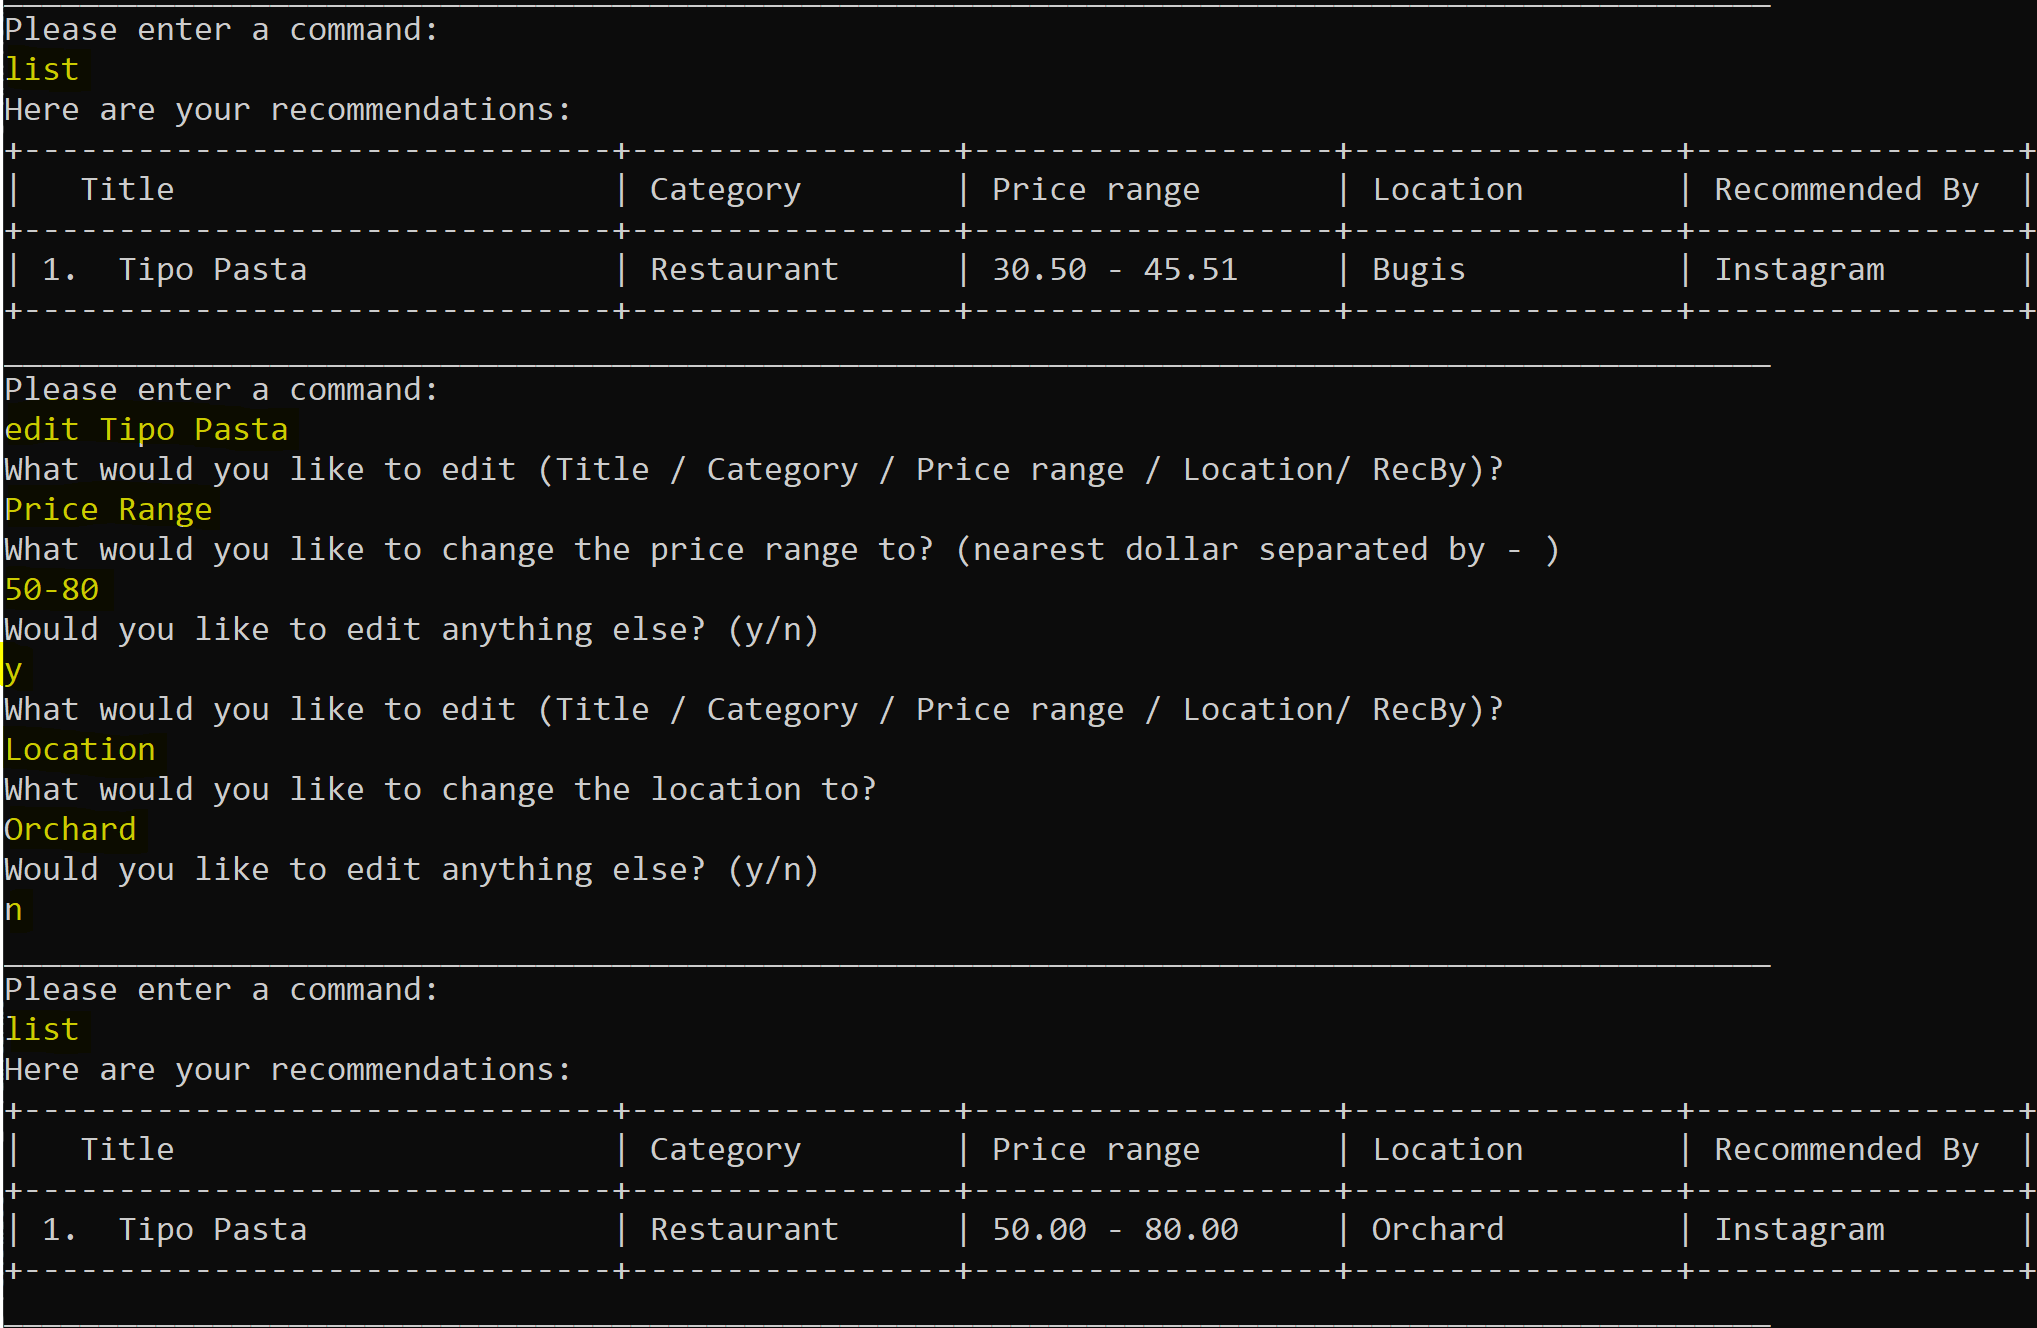 Please enter a command:
list
Here are your recommendations:
+-------------------------------+-----------------+-------------------+-----------------+-----------------+
|   Title                       | Category        | Price range       | Location        | Recommended By  |
+-------------------------------+-----------------+-------------------+-----------------+-----------------+
| 1.  Tipo Pasta                | Restaurant      | 30.50 - 45.51     | Bugis           | Instagram       |
+-------------------------------+-----------------+-------------------+-----------------+-----------------+
_____________________________________________________________________________________________
Please enter a command:
edit Tipo Pasta
What would you like to edit (Title / Category / Price range / Location/ RecBy)?
Price Range
What would you like to change the price range to? (nearest dollar separated by - )
50-80
Would you like to edit anything else? (y/n)
y
What would you like to edit (Title / Category / Price range / Location/ RecBy)?
Location
What would you like to change the location to?
Orchard
Would you like to edit anything else? (y/n)
n
_____________________________________________________________________________________________
Please enter a command:
list
Here are your recommendations:
+-------------------------------+-----------------+-------------------+-----------------+-----------------+
|   Title                       | Category        | Price range       | Location        | Recommended By  |
+-------------------------------+-----------------+-------------------+-----------------+-----------------+
| 1.  Tipo Pasta                | Restaurant      | 50.00 - 80.00     | Orchard         | Instagram       |
+-------------------------------+-----------------+-------------------+-----------------+-----------------+
_____________________________________________________________________________________________